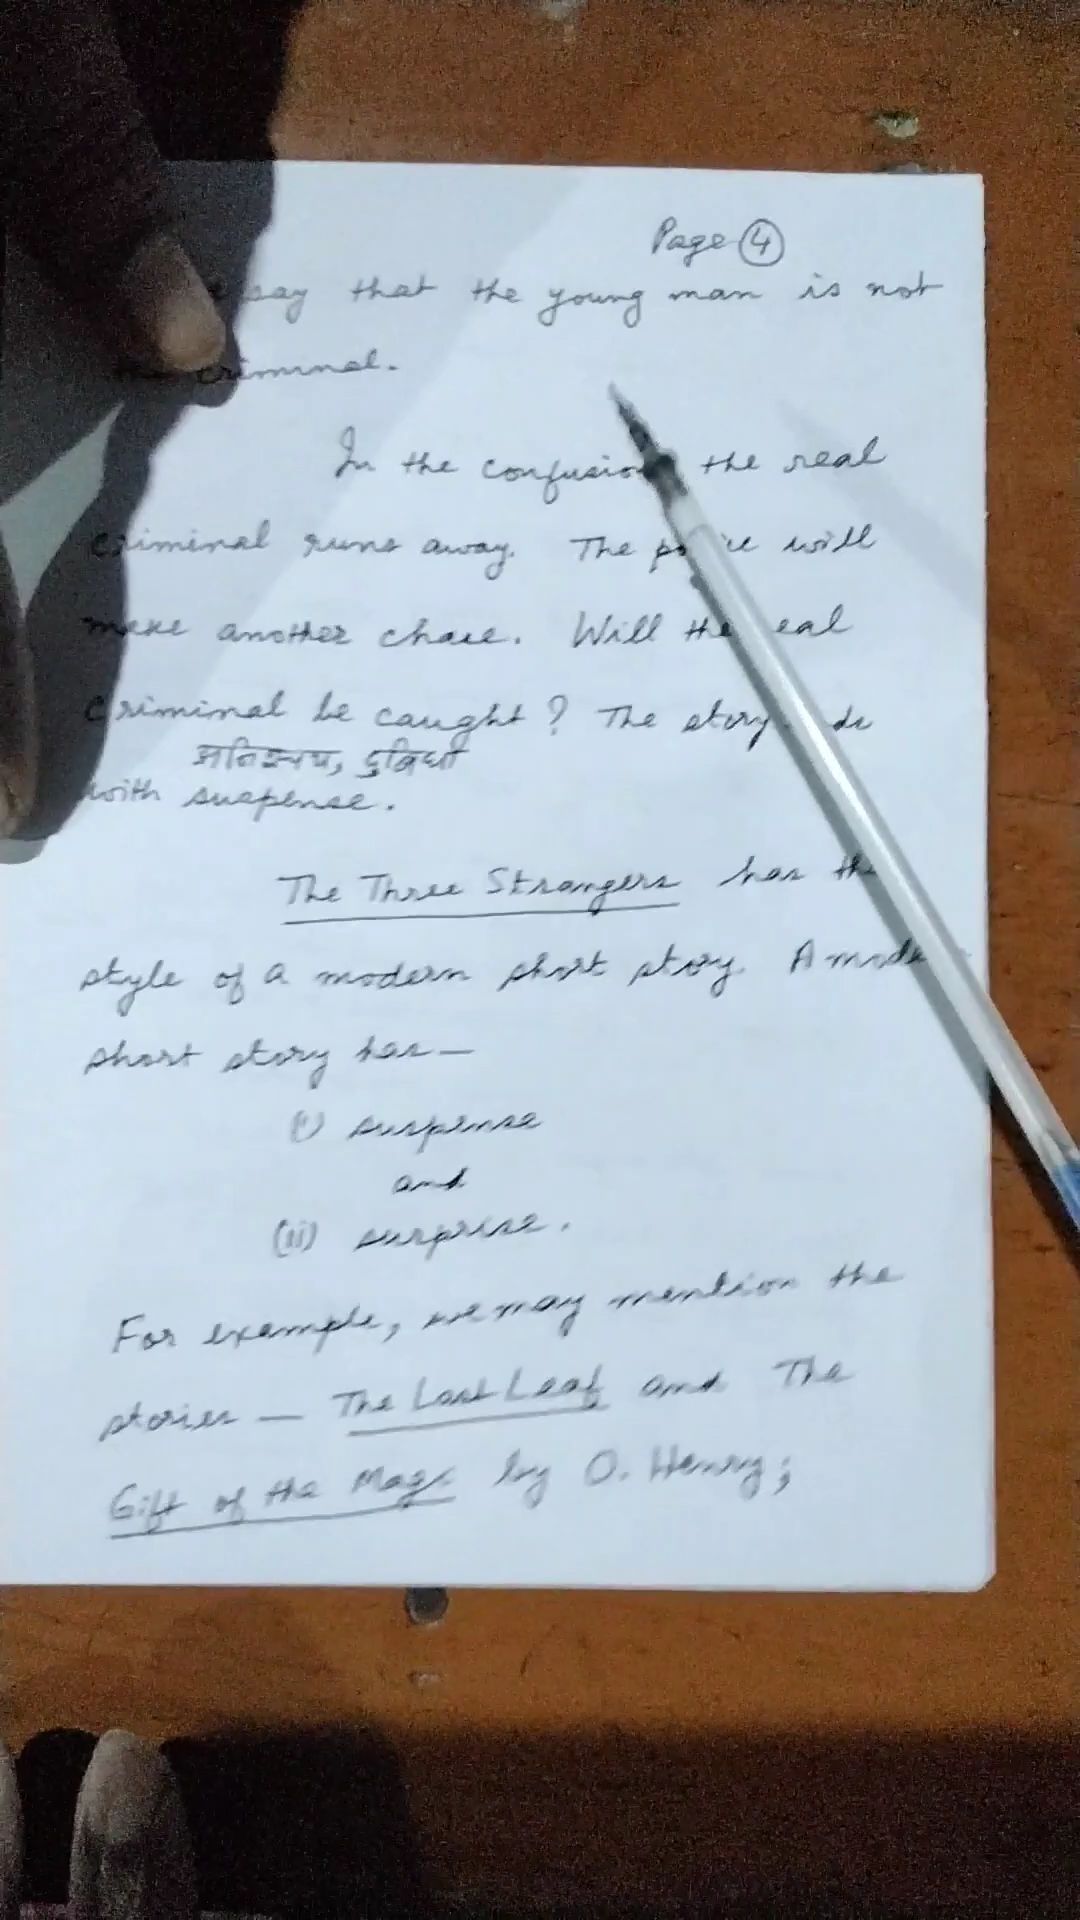 Page 4
say that the young man is not
criminal.
In the confusion the real
criminal runs away. The police will
make another chase. Will the real
criminal be caught? The story ends
अनिश्चय, दुविधा
with suspense.
The Three Strangers has the
style of a modern short story. A modern
short story has —
(i) suspense
and
(ii) surprise.
For example, we may mention the
stories — The Last Leaf and The
Gift of the Magi by O. Henry;